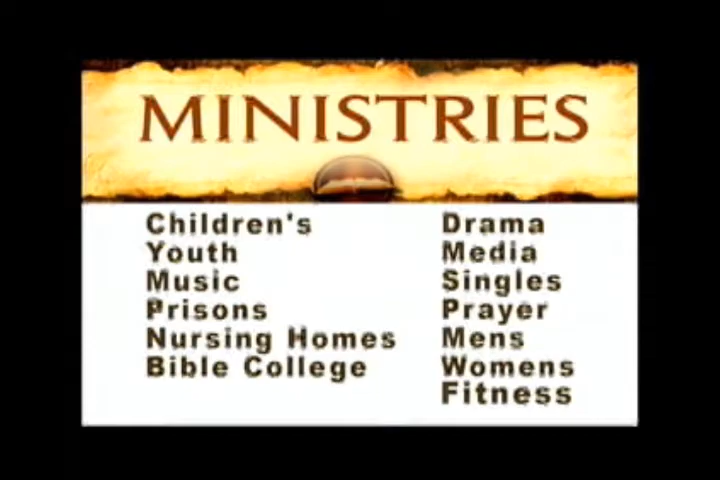 MINISTRIES
Children's
Youth
Music
Prisons
Nursing Homes
Bible College
Drama
Media
Singles
Prayer
Mens
Womens
Fitness